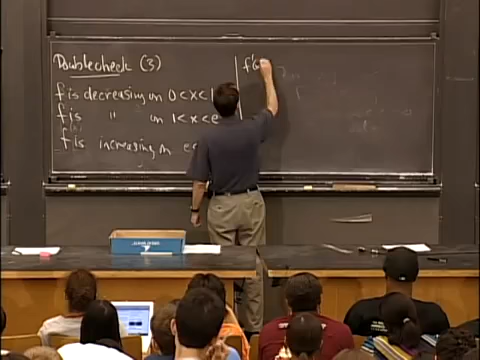 Doublecheck (3)
f is decreasing on 0 < x < 1
f is " on 1 < x < e
f is increasing on e
f'(